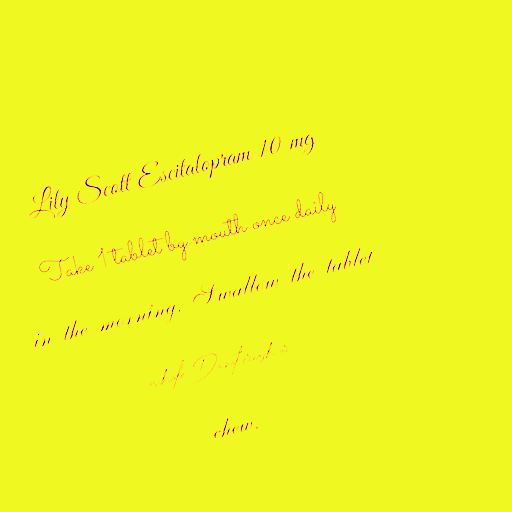 Lily Scott Escitalopram 10 mg
Take 1 tablet by mouth once daily
in the morning. Swallow the tablet
chew.